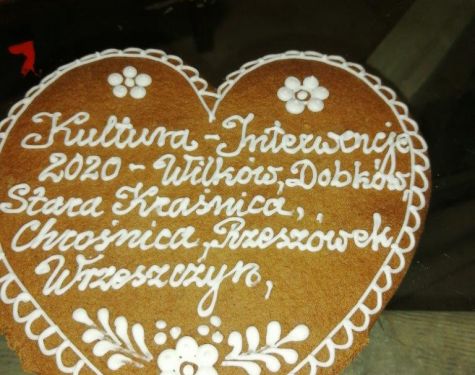 Kultura - Interwencje
2020 - Wilków, Dobków,
Stara Kraśnica,
Chrośnica, Rzeszówek,
Wrzeszczyn,